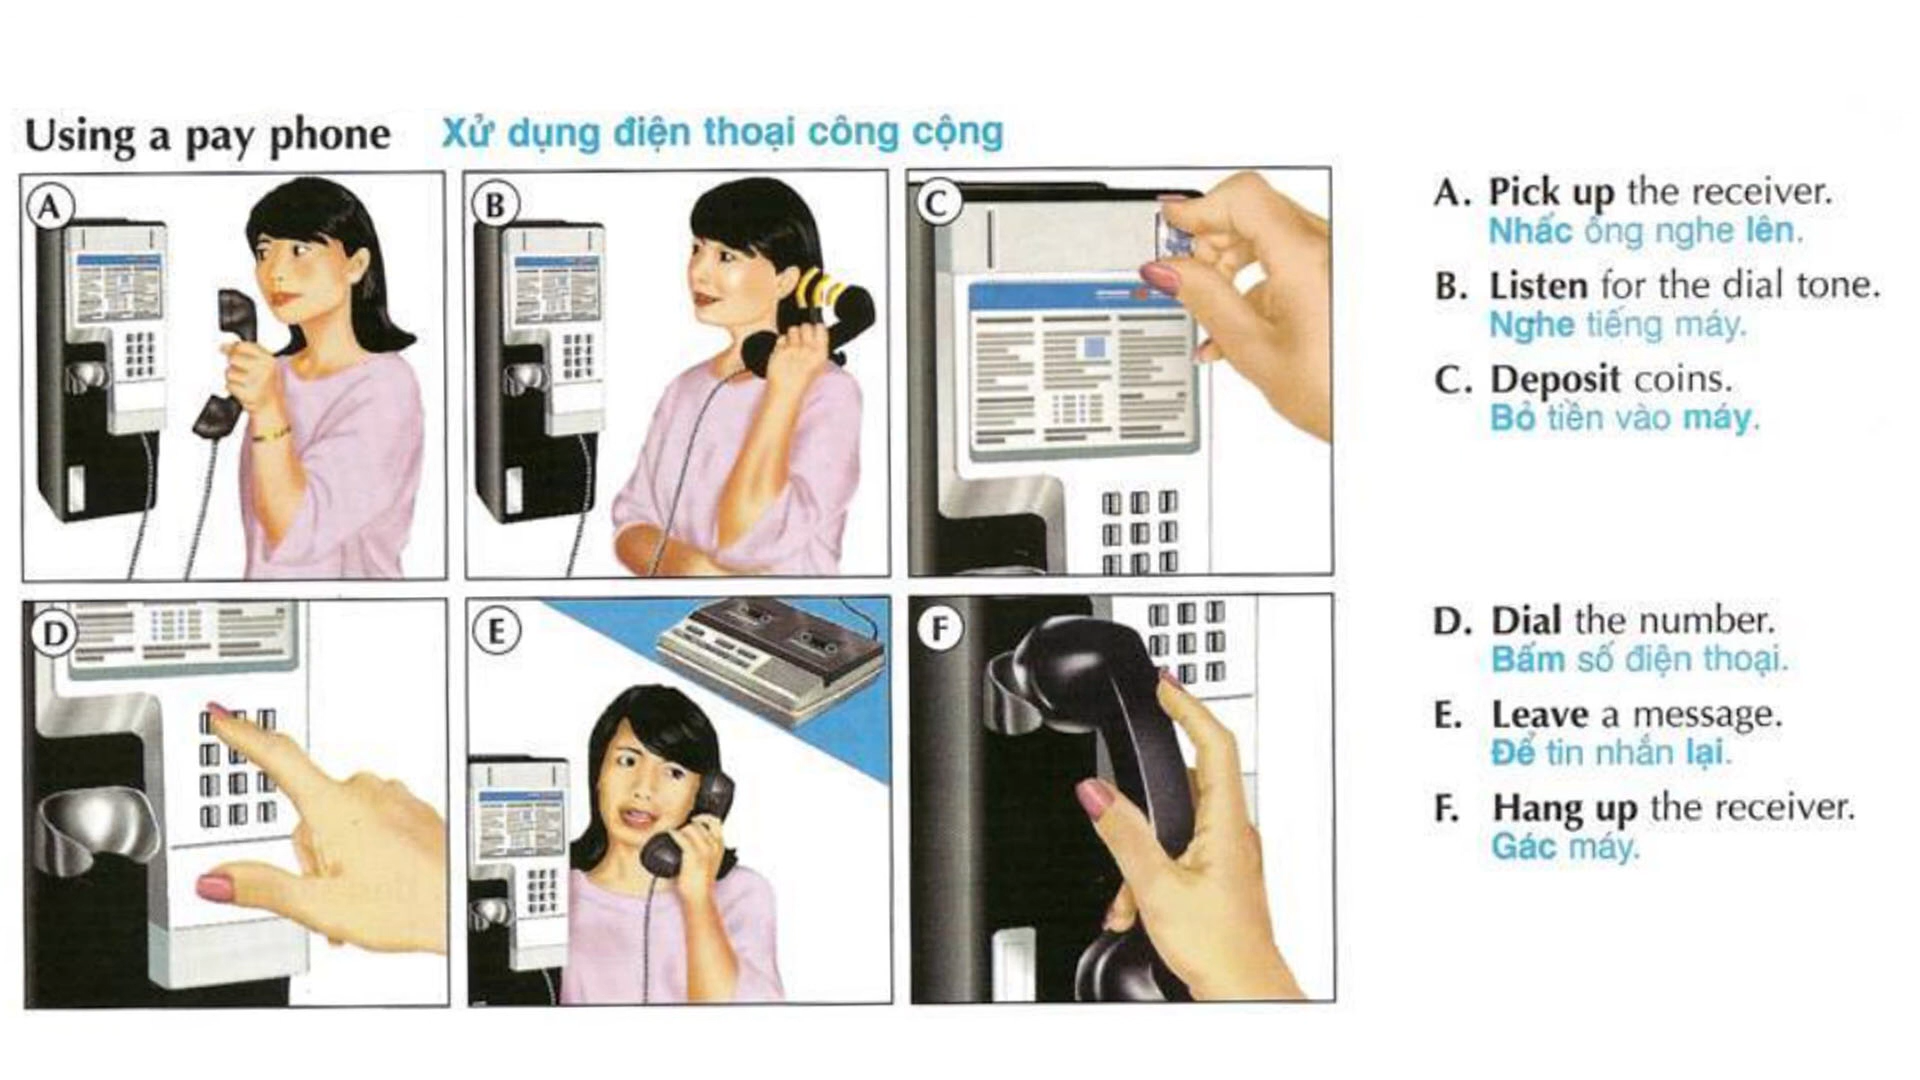 Using a pay phone Xử dụng điện thoại công cộng
A
B
C
A. Pick up the receiver.
Nhấc ống nghe lên.
B. Listen for the dial tone.
Nghe tiếng máy.
C. Deposit coins.
Bỏ tiền vào máy.
D
E
F
D. Dial the number.
Bấm số điện thoại.
E. Leave a message.
Để tin nhắn lại.
F. Hang up the receiver.
Gác máy.